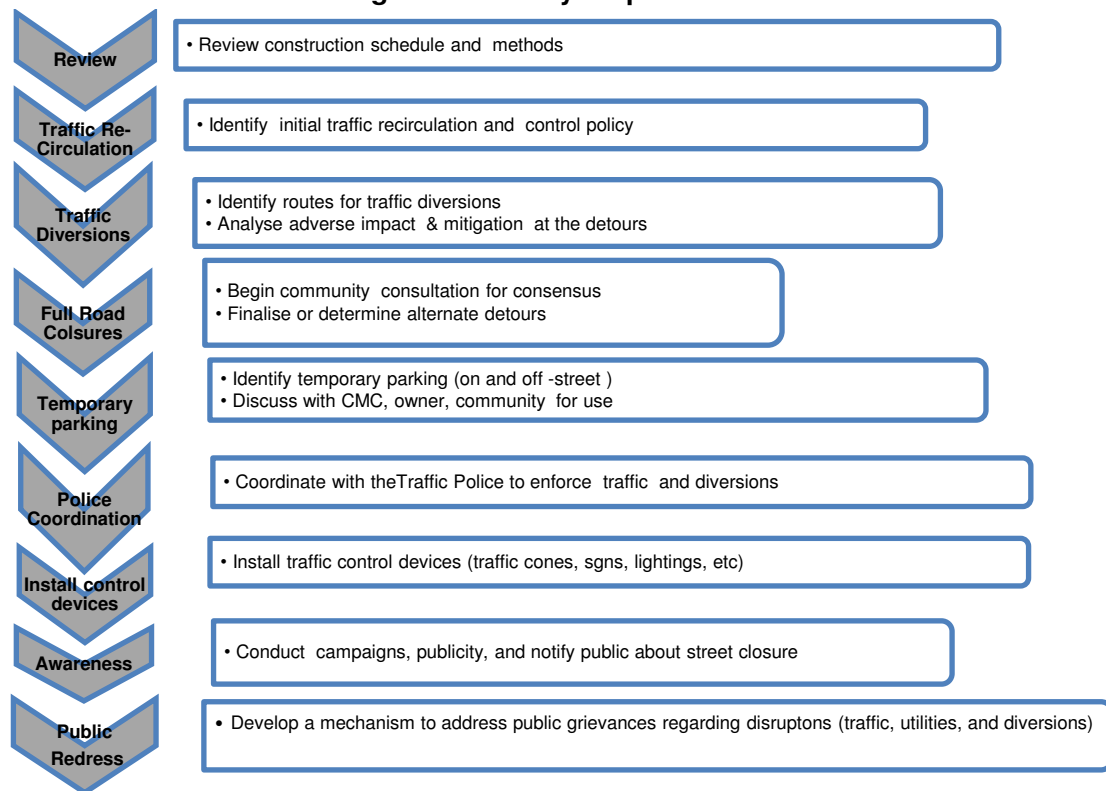 Review
• Review construction schedule and methods
Traffic Re-
Circulation
• Identify initial traffic recirculation and control policy
Traffic
Diversions
• Identify routes for traffic diversions
• Analyse adverse impact & mitigation at the detours
Full Road
Colsures
• Begin community consultation for consensus
• Finalise or determine alternate detours
Temporary
parking
• Identify temporary parking (on and off -street )
• Discuss with CMC, owner, community for use
Police
Coordination
• Coordinate with theTraffic Police to enforce traffic and diversions
Install control
devices
• Install traffic control devices (traffic cones, sgns, lightings, etc)
Awareness
• Conduct campaigns, publicity, and notify public about street closure
Public
Redress
• Develop a mechanism to address public grievances regarding disruptons (traffic, utilities, and diversions)